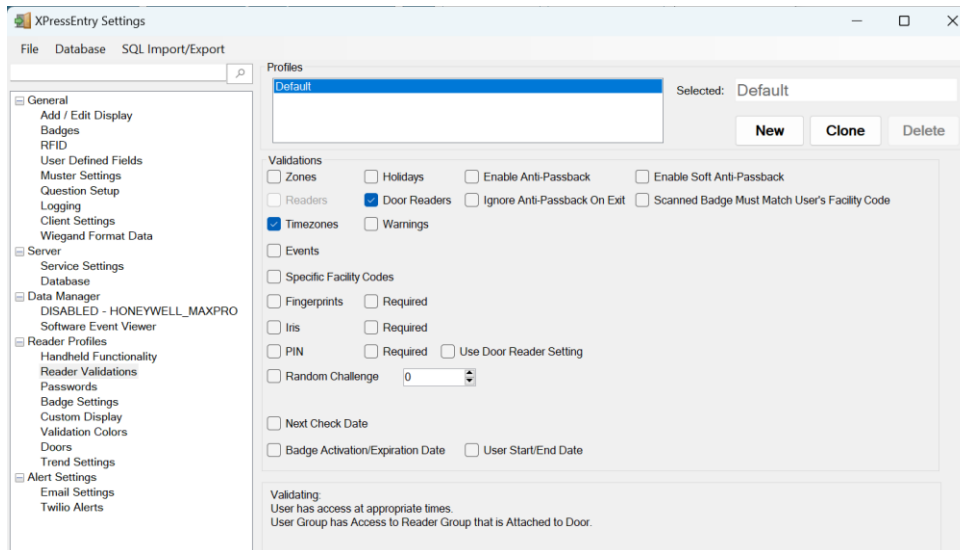 XPressEntry Settings
File Database SQL Import/Export
Profiles
Default
Selected: Default
New Clone Delete
General
Add / Edit Display
Badges
RFID
User Defined Fields
Muster Settings
Question Setup
Logging
Client Settings
Wiegand Format Data
Server
Service Settings
Database
Data Manager
DISABLED - HONEYWELL_MAXPRO
Software Event Viewer
Reader Profiles
Handheld Functionality
Reader Validations
Passwords
Badge Settings
Custom Display
Validation Colors
Doors
Trend Settings
Alert Settings
Email Settings
Twilio Alerts
Validations
Zones Holidays Enable Anti-Passback Enable Soft Anti-Passback
Readers Door Readers Ignore Anti-Passback On Exit Scanned Badge Must Match User's Facility Code
Timezones Warnings
Events
Specific Facility Codes
Fingerprints Required
Iris Required
PIN Required Use Door Reader Setting
Random Challenge 0
Next Check Date
Badge Activation/Expiration Date User Start/End Date
Validating:
User has access at appropriate times.
User Group has Access to Reader Group that is Attached to Door.